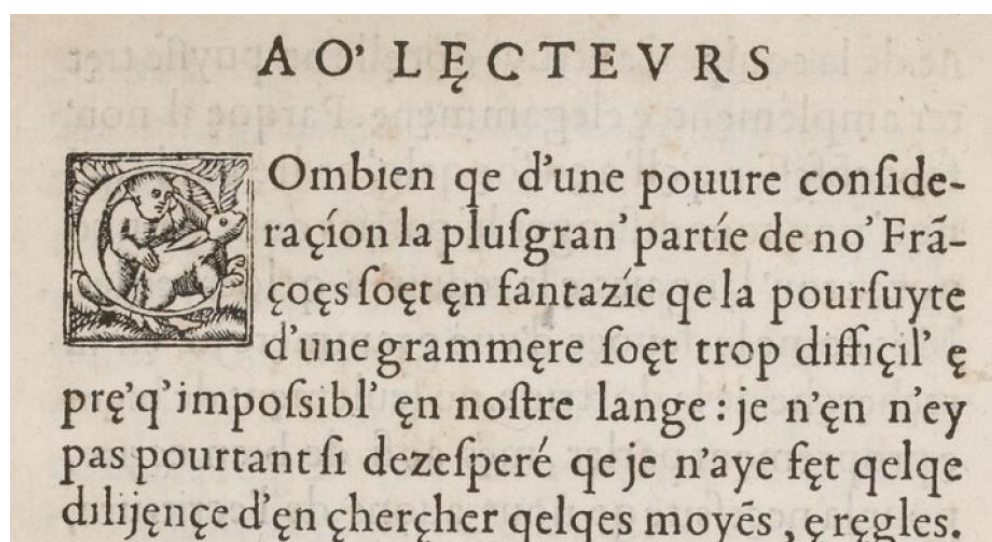 AO’ LĘCTEVRS
COmbien qe d’une pouure conſide-
raçíon la pluſgran’ partíe de no’ Frã-
çoęs ſoęt ęn fantazíe qe la pourſuyte
d’une grammęre ſoęt trop diffiçil’ ę
prę’q’impoſsibl’ ęn noſtre lange: je n’ęn n’ey
pas pourtant ſi dezeſperé qe je n’aye fęt qelqe
dilijęnçe d’ęn çherçher qelqes moyẽs, ę ręgles.